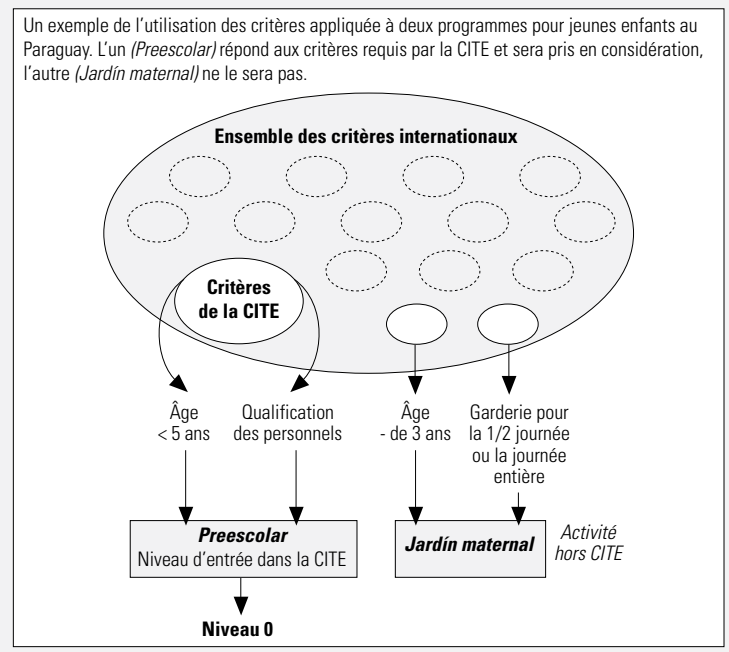 Un exemple de l'utilisation des critères appliquée à deux programmes pour jeunes enfants au
Paraguay. L'un (Preescolar) répond aux critères requis par la CITE et sera pris en considération,
l'autre (Jardín maternal) ne le sera pas.
Ensemble des critères internationaux
Critères
de la CITE
Âge
< 5 ans
Qualification
des personnels
Âge
- de 3 ans
Garderie pour
la 1/2 journée
ou la journée
entière
Preescolar
Niveau d'entrée dans la CITE
Jardín maternal
Activité
hors CITE
Niveau 0